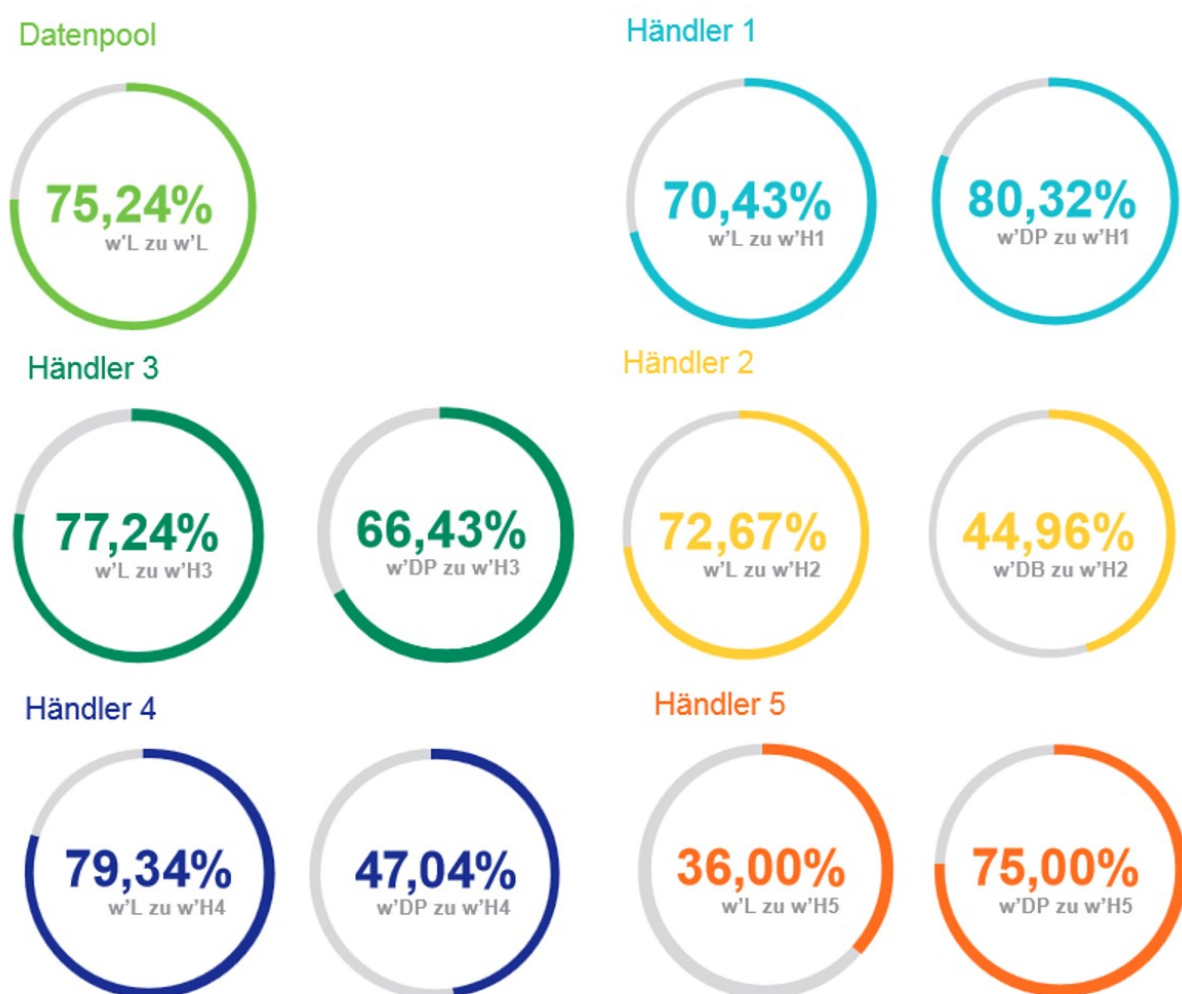 Datenpool
75,24%
w'L zu w'L
Händler 1
70,43%
w'L zu w'H1
80,32%
w'DP zu w'H1
Händler 3
77,24%
w'L zu w'H3
66,43%
w'DP zu w'H3
Händler 2
72,67%
w'L zu w'H2
44,96%
w'DB zu w'H2
Händler 4
79,34%
w'L zu w'H4
47,04%
w'DP zu w'H4
Händler 5
36,00%
w'L zu w'H5
75,00%
w'DP zu w'H5